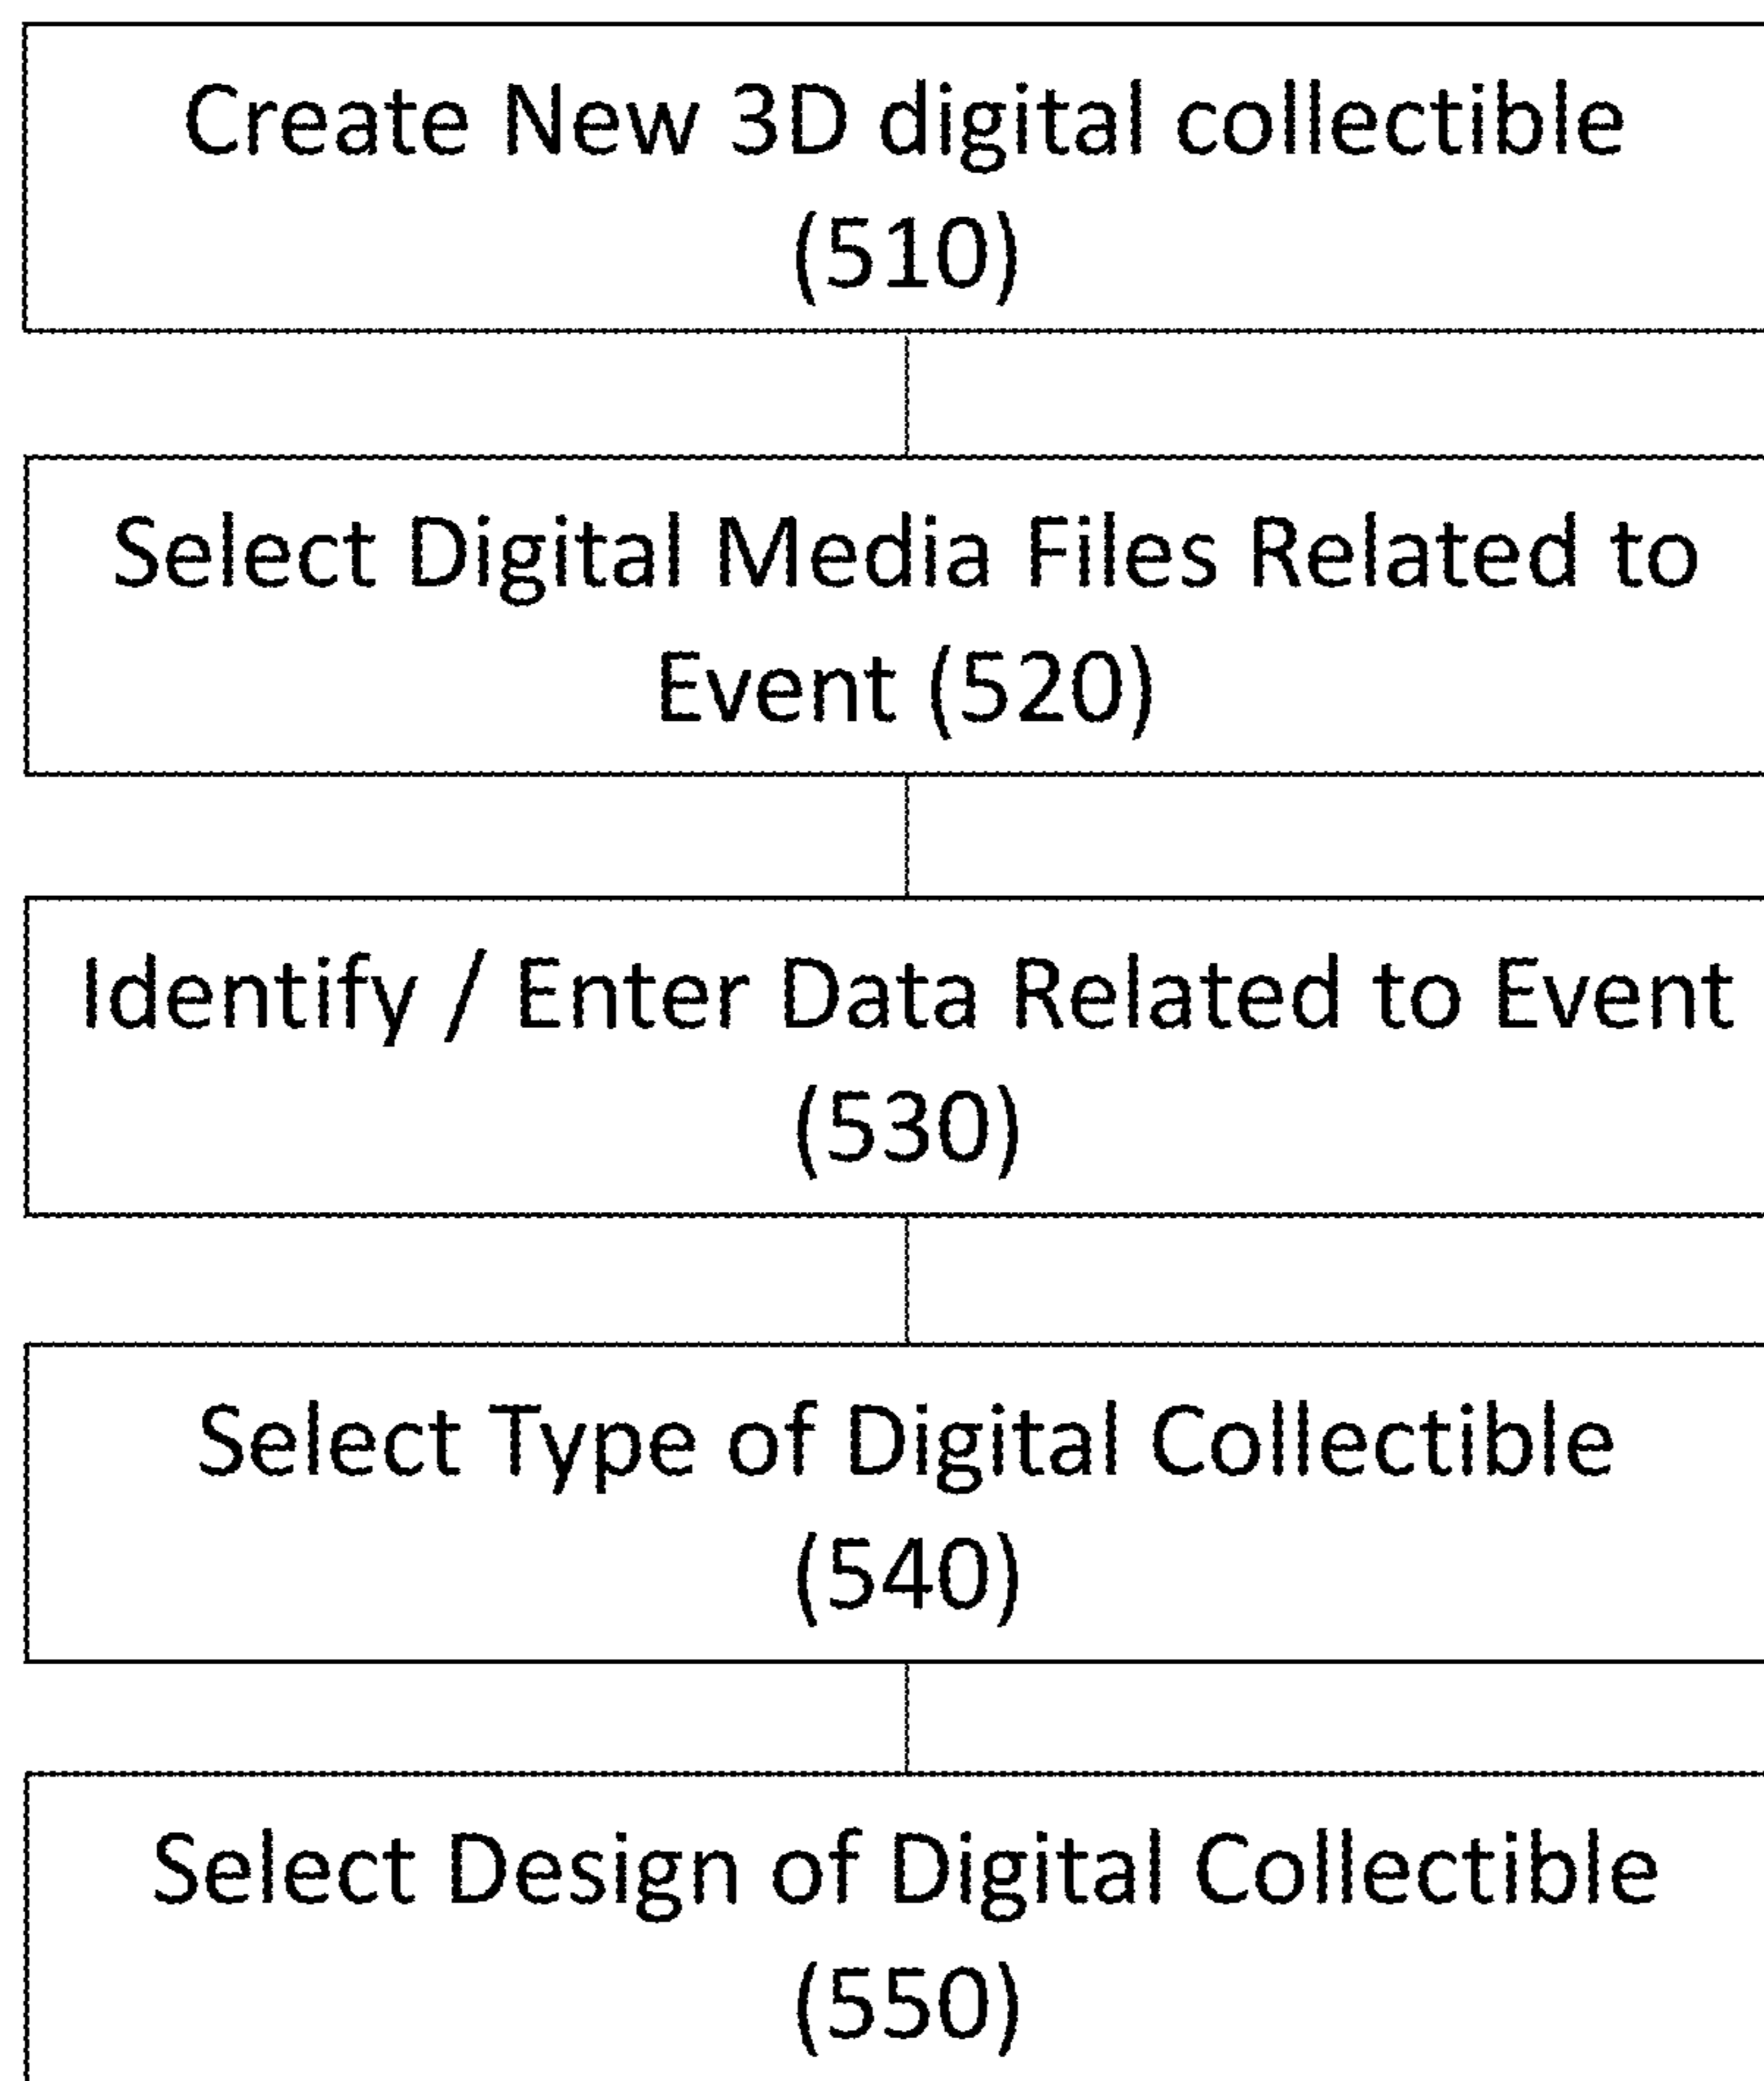 Create New 3D digital collectible
(510)
Select Digital Media Files Related to
Event (520)
Identify / Enter Data Related to Event
(530)
Select Type of Digital Collectible
(540)
Select Design of Digital Collectible
(550)